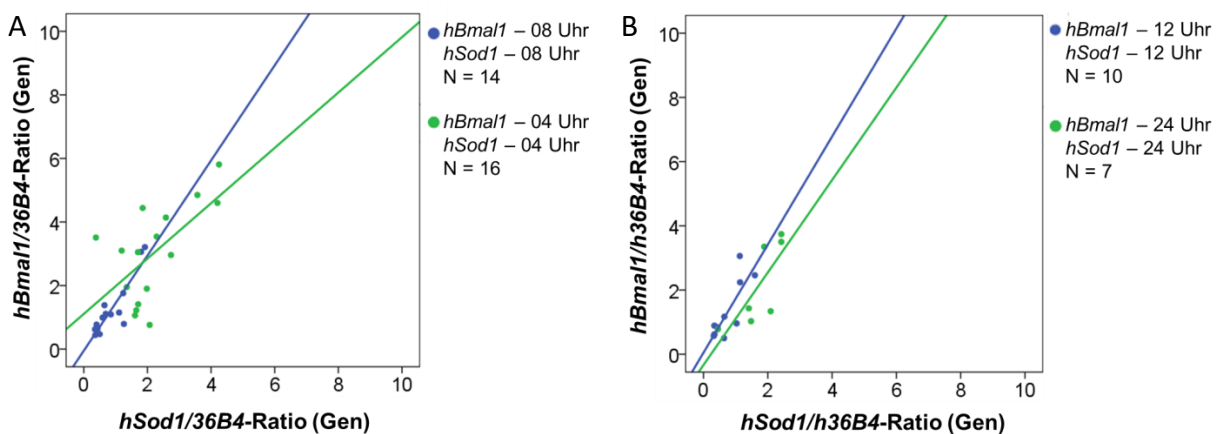 A
10
8
6
4
2
0
hBmal1/36B4-Ratio (Gen)
0 2 4 6 8 10
hSod1/36B4-Ratio (Gen)
hBmal1 – 08 Uhr
hSod1 – 08 Uhr
N = 14
hBmal1 – 04 Uhr
hSod1 – 04 Uhr
N = 16
B
10
8
6
4
2
0
hBmal1/h36B4-Ratio (Gen)
0 2 4 6 8 10
hSod1/h36B4-Ratio (Gen)
hBmal1 – 12 Uhr
hSod1 – 12 Uhr
N = 10
hBmal1 – 24 Uhr
hSod1 – 24 Uhr
N = 7